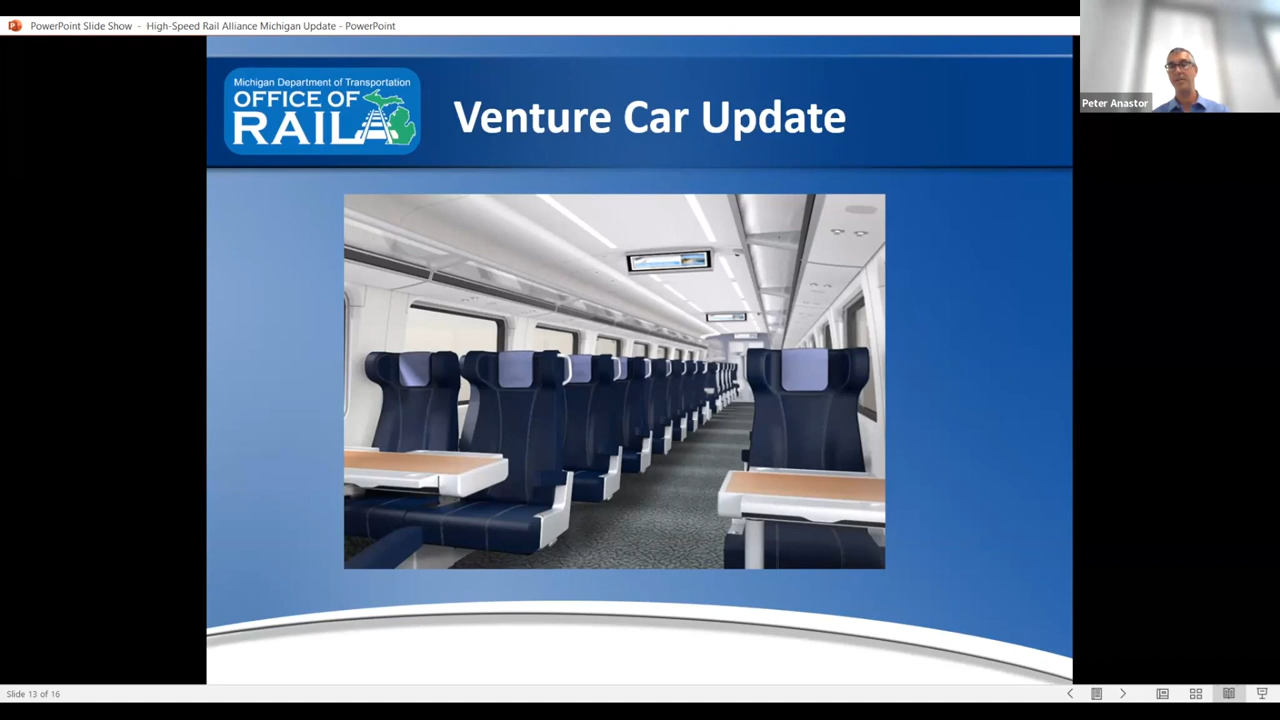 PowerPoint Slide Show - High-Speed Rail Alliance Michigan Update - PowerPoint
Peter Anastor
Michigan Department of Transportation
OFFICE OF
RAIL
Venture Car Update
Slide 13 of 16